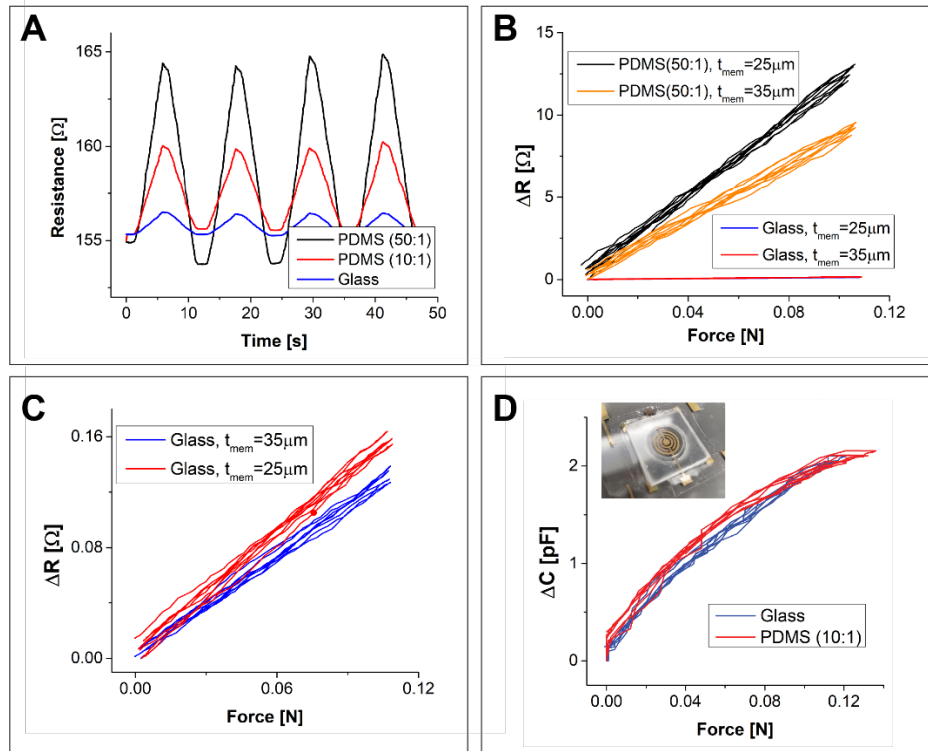 A
Resistance [Ω]
165
160
155
0
10
20
30
40
50
Time [s]
PDMS (50:1)
PDMS (10:1)
Glass
B
ΔR [Ω]
15
10
5
0
0.00
0.04
0.08
0.12
Force [N]
PDMS(50:1), tmem=25μm
PDMS(50:1), tmem=35μm
Glass, tmem=25μm
Glass, tmem=35μm
C
ΔR [Ω]
0.16
0.08
0.00
0.00
0.06
0.12
Force [N]
Glass, tmem=35μm
Glass, tmem=25μm
D
ΔC [pF]
2
1
0
0.00
0.04
0.08
0.12
Force [N]
Glass
PDMS (10:1)